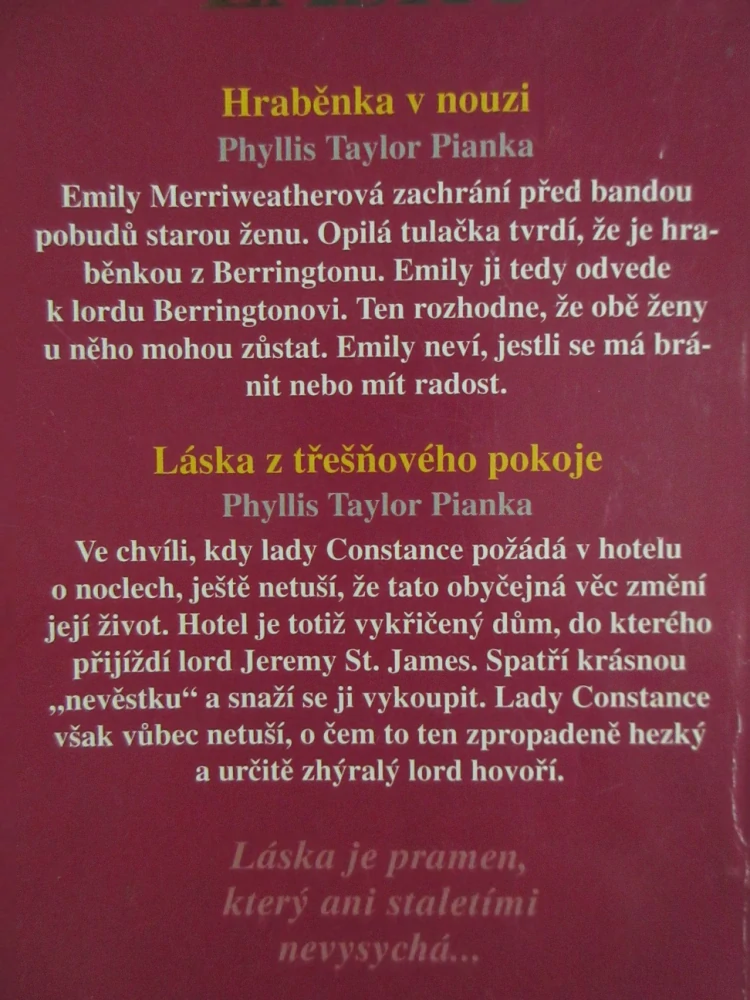 Hraběnka v nouzi
Phyllis Taylor Pianka
Emily Merriweatherová zachrání před bandou
pobudů starou ženu. Opilá tulačka tvrdí, že je hra-
běnkou z Berringtonu. Emily ji tedy odvede
k lordu Berringtonovi. Ten rozhodne, že obě ženy
u něho mohou zůstat. Emily neví, jestli se má brá-
nit nebo mít radost.
Láska z třešňového pokoje
Phyllis Taylor Pianka
Ve chvíli, kdy lady Constance požádá v hotelu
o noclech, ještě netuší, že tato obyčejná věc změní
její život. Hotel je totiž vykřičený dům, do kterého
přijíždí lord Jeremy St. James. Spatří krásnou
„nevěstku“ a snaží se ji vykoupit. Lady Constance
však vůbec netuší, o čem to ten zpropadeně hezký
a určitě zhýralý lord hovoří.
Láska je pramen,
který ani staletími
nevysychá...